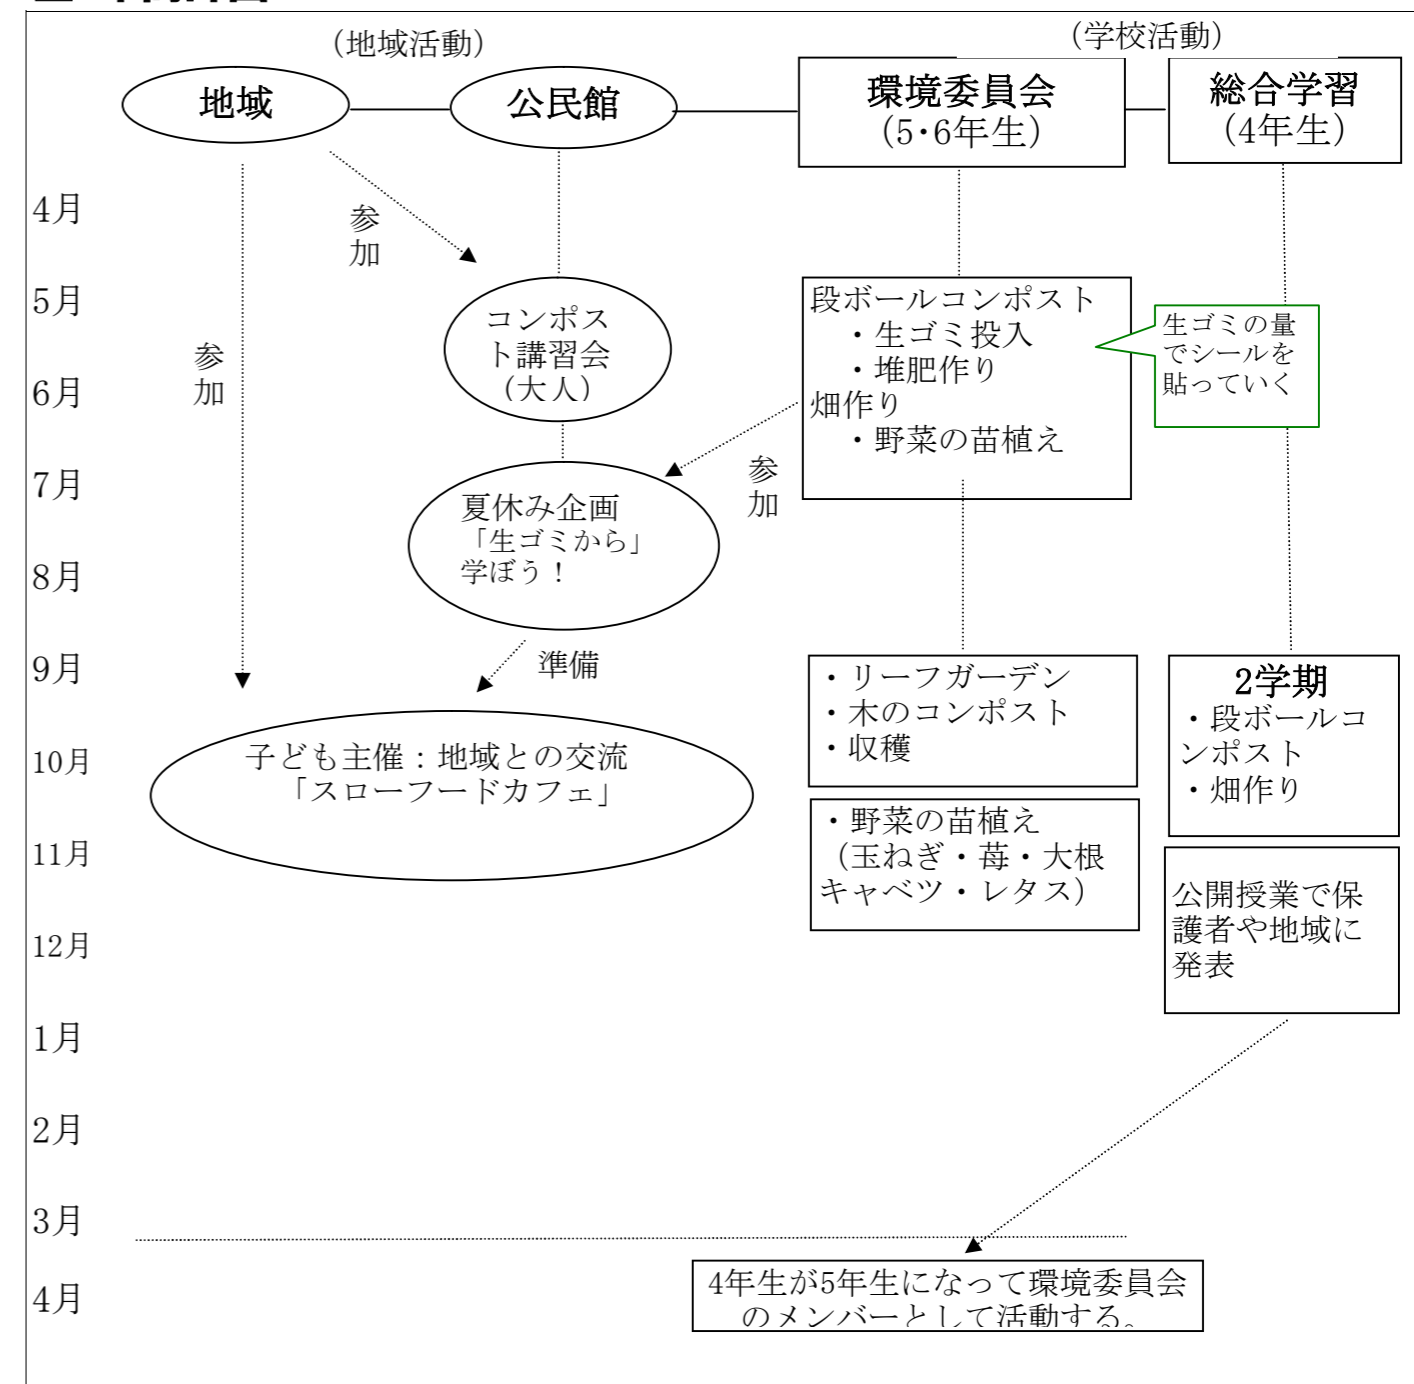 (地域活動)
(学校活動)
地域
公民館
環境委員会
(5・6年生)
総合学習
(4年生)
4月
参
加
5月
コンポス
ト講習会
(大人)
段ボールコンポスト
・生ゴミ投入
・堆肥作り
畑作り
・野菜の苗植え
生ゴミの量
でシールを
貼っていく
参
加
6月
参
加
7月
夏休み企画
「生ゴミから」
学ぼう！
8月
9月
準備
・リーフガーデン
・木のコンポスト
・収穫
2学期
・段ボールコ
ンポスト
・畑作り
10月
子ども主催：地域との交流
「スローフードカフェ」
11月
・野菜の苗植え
(玉ねぎ・苺・大根
キャベツ・レタス)
公開授業で保
護者や地域に
発表
12月
1月
2月
3月
4月
4年生が5年生になって環境委員会
のメンバーとして活動する。